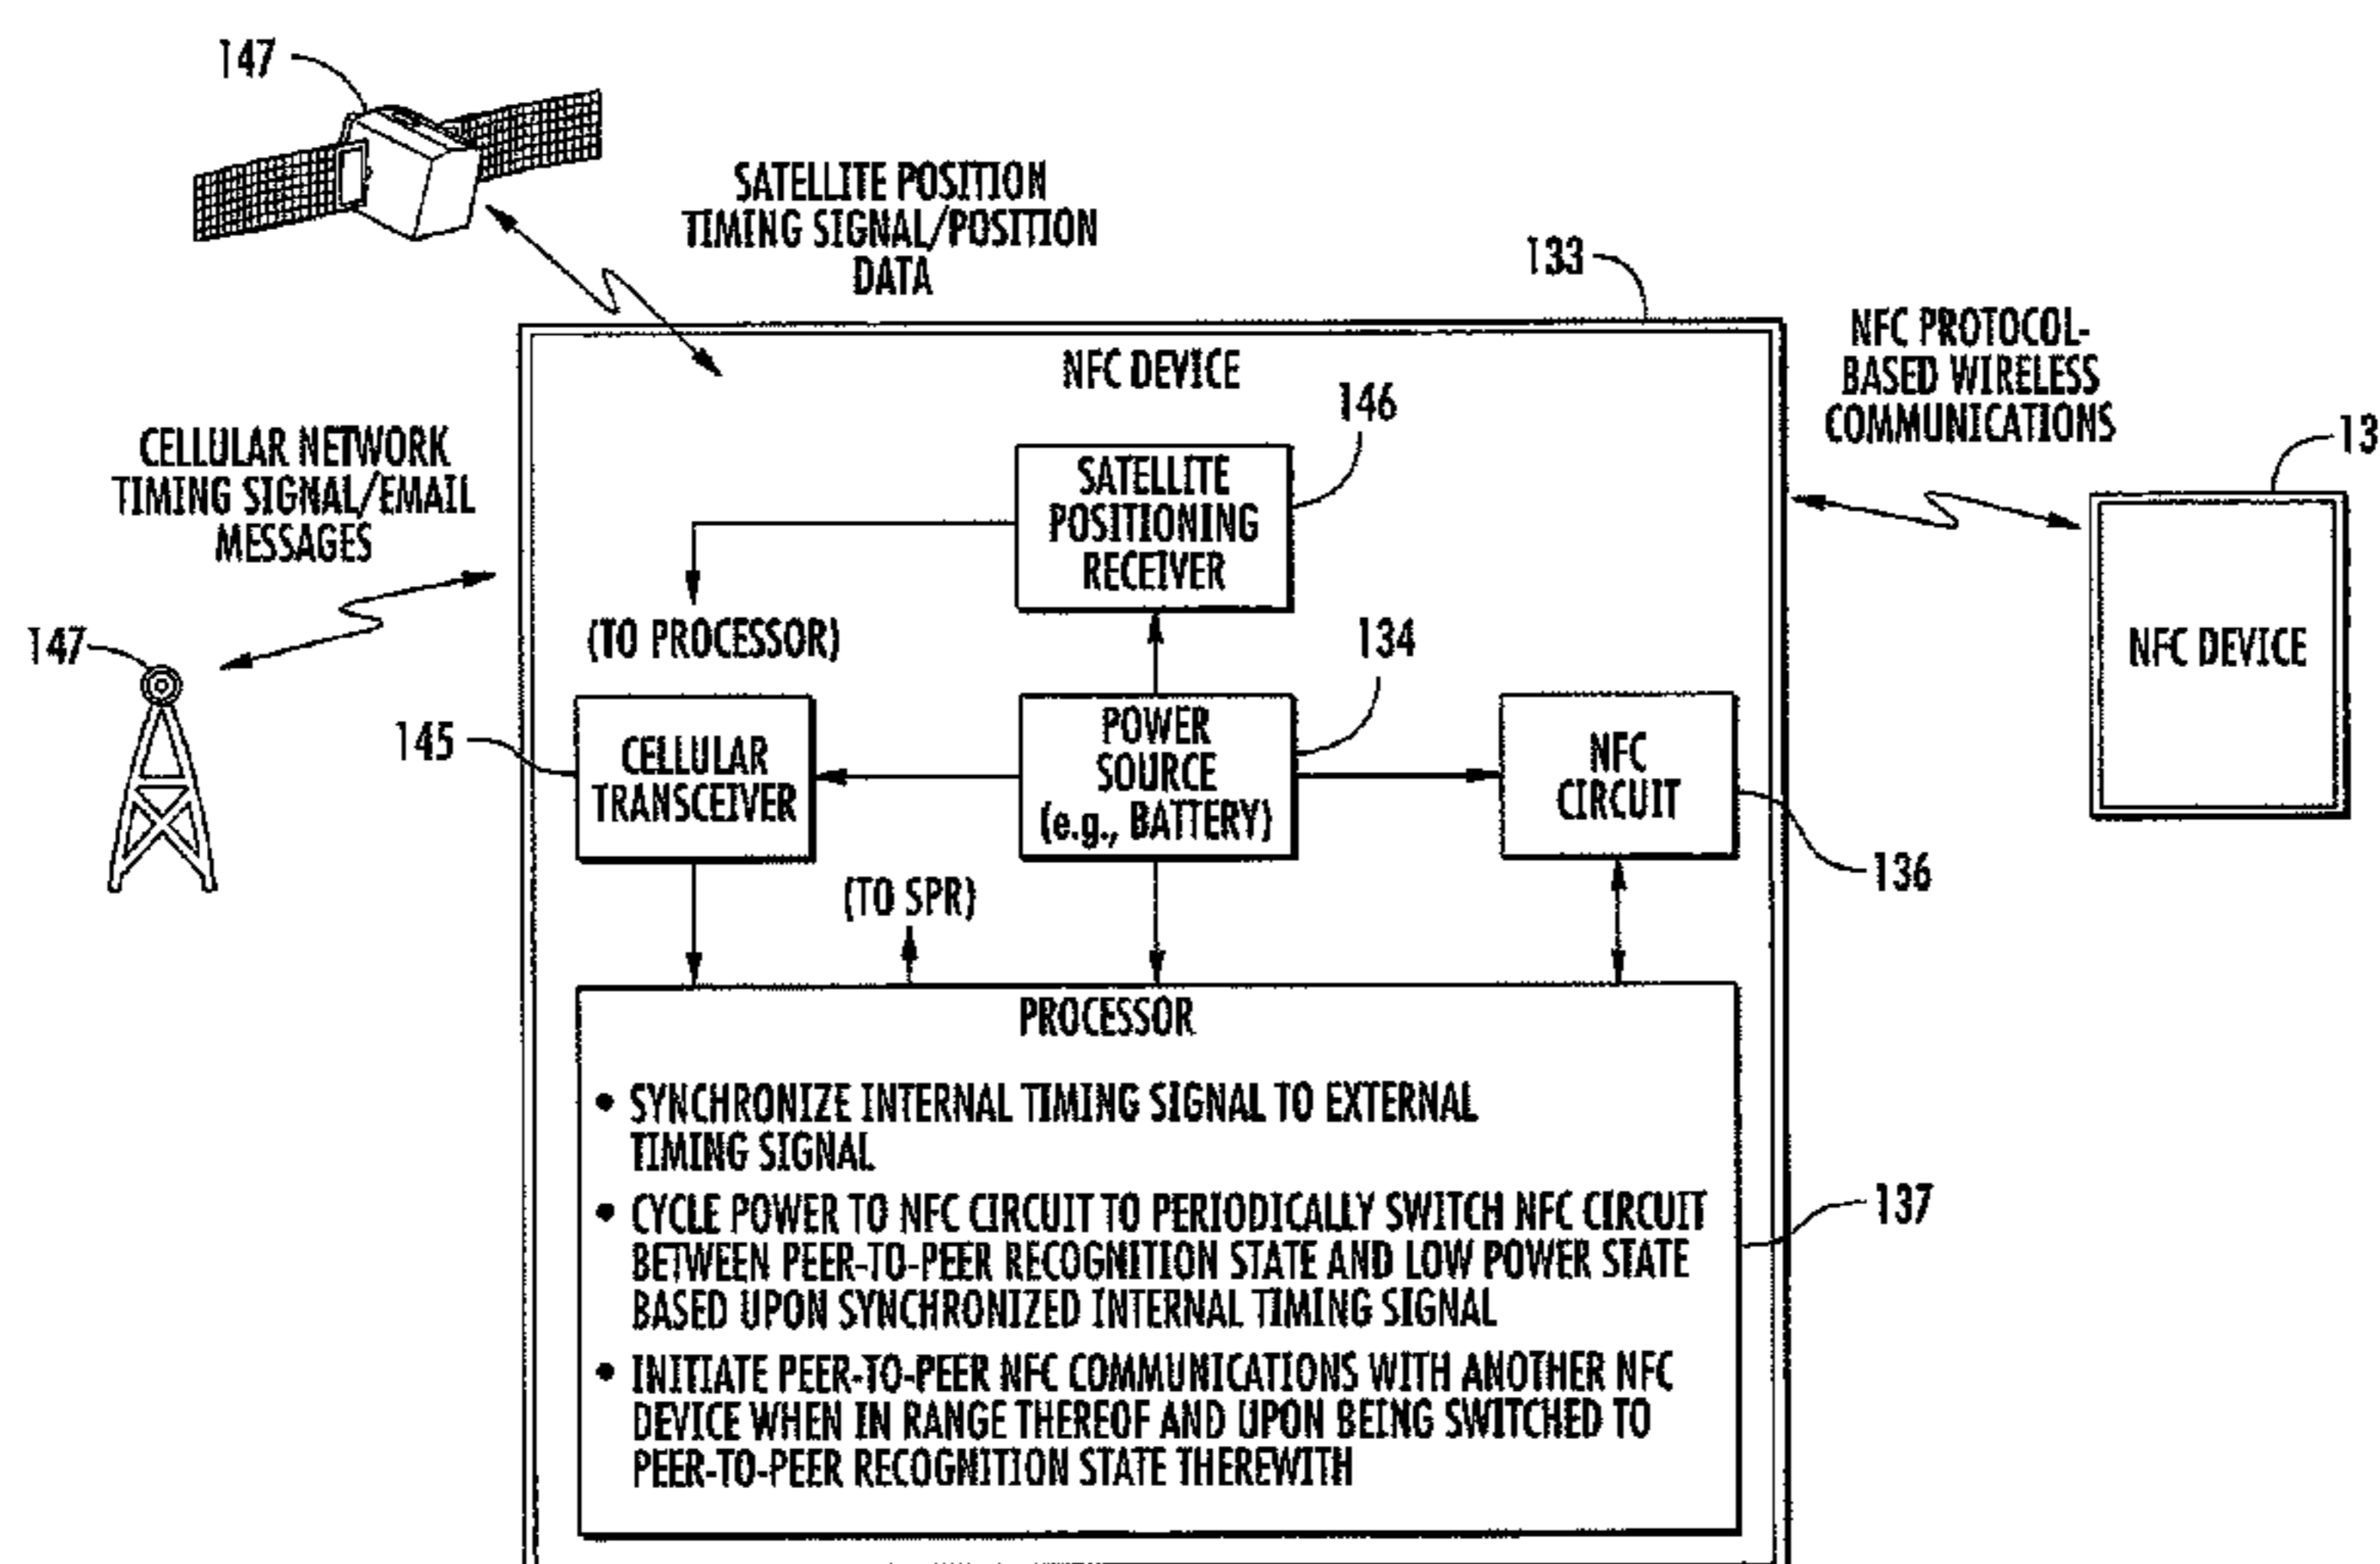 147
SATELLITE POSITION
TIMING SIGNAL/POSITION
DATA
133
NFC PROTOCOL-
BASED WIRELESS
COMMUNICATIONS
13
NFC DEVICE
CELLULAR NETWORK
TIMING SIGNAL/EMAIL
MESSAGES
147
NFC DEVICE
146
SATELLITE
POSITIONING
RECEIVER
(TO PROCESSOR)
134
145
CELLULAR
TRANSCEIVER
POWER
SOURCE
(e.g., BATTERY)
NFC
CIRCUIT
136
(TO SPR)
PROCESSOR
• SYNCHRONIZE INTERNAL TIMING SIGNAL TO EXTERNAL
TIMING SIGNAL
• CYCLE POWER TO NFC CIRCUIT TO PERIODICALLY SWITCH NFC CIRCUIT
BETWEEN PEER-TO-PEER RECOGNITION STATE AND LOW POWER STATE
BASED UPON SYNCHRONIZED INTERNAL TIMING SIGNAL
• INITIATE PEER-TO-PEER NFC COMMUNICATIONS WITH ANOTHER NFC
DEVICE WHEN IN RANGE THEREOF AND UPON BEING SWITCHED TO
PEER-TO-PEER RECOGNITION STATE THEREWITH
137